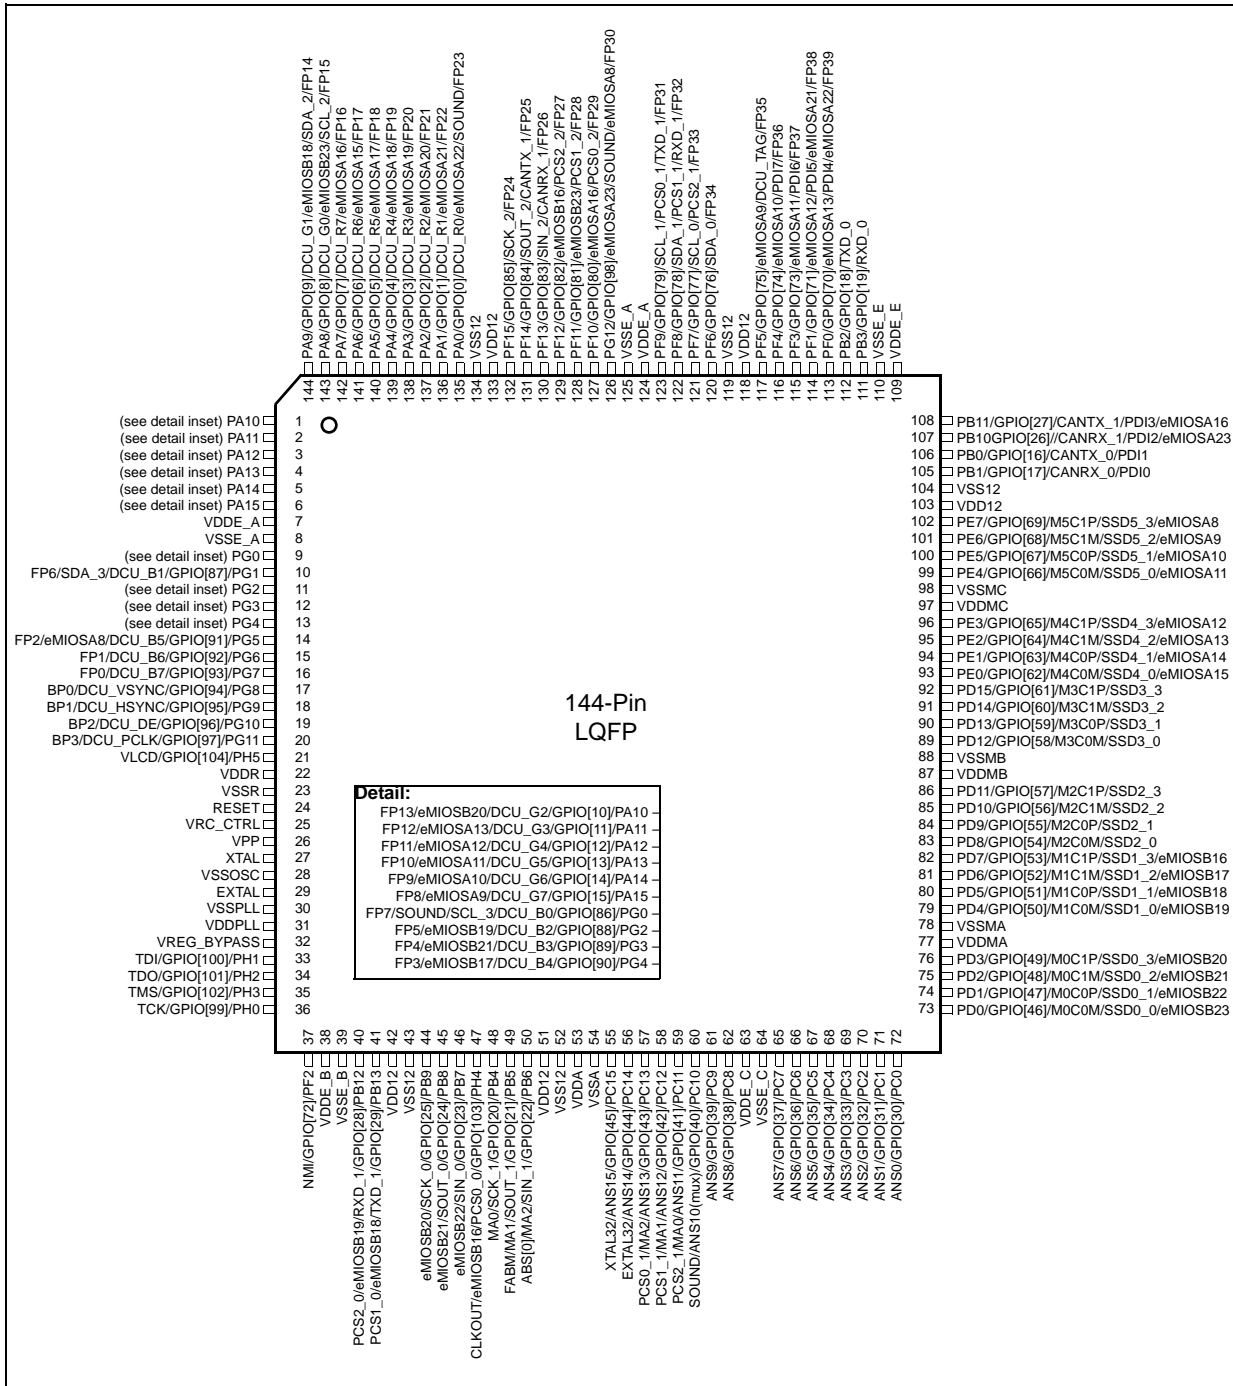 PA9/GPIO[9]/DCU_G1/eMIOSB18/SDA_2/FP14
PA8/GPIO[8]/DCU_G0/eMIOSB23/SCL_2/FP15
PA7/GPIO[7]/DCU_R7/eMIOSA16/FP16
PA6/GPIO[6]/DCU_R6/eMIOSA15/FP17
PA5/GPIO[5]/DCU_R5/eMIOSA17/FP18
PA4/GPIO[4]/DCU_R4/eMIOSA18/FP19
PA3/GPIO[3]/DCU_R3/eMIOSA19/FP20
PA2/GPIO[2]/DCU_R2/eMIOSA20/FP21
PA1/GPIO[1]/DCU_R1/eMIOSA21/FP22
PA0/GPIO[0]/DCU_R0/eMIOSA22/SOUND/FP23
VSS12
VDD12
PF15/GPIO[85]/SCK_2/FP24
PF14/GPIO[84]/SOUT_2/CANTX_1/FP25
PF13/GPIO[83]/SIN_2/CANRX_1/FP26
PF12/GPIO[82]/eMIOSB16/PCS2_2/FP27
PF11/GPIO[81]/eMIOSB23/PCS1_2/FP28
PF10/GPIO[80]/eMIOSA16/PCS0_2/FP29
PG12/GPIO[98]/eMIOSA23/SOUND/eMIOSA8/FP30
VSSE_A
VDDE_A
PF9/GPIO[79]/SCL_1/PCS0_1/TXD_1/FP31
PF8/GPIO[78]/SDA_1/PCS1_1/RXD_1/FP32
PF7/GPIO[77]/SCL_0/PCS2_1/FP33
PF6/GPIO[76]/SDA_0/FP34
VSS12
VDD12
PF5/GPIO[75]/eMIOSA9/DCU_TAG/FP35
PF4/GPIO[74]/eMIOSA10/PDI7/FP36
PF3/GPIO[73]/eMIOSA11/PDI6/FP37
PF1/GPIO[71]/eMIOSA12/PDI5/eMIOSA21/FP38
PF0/GPIO[70]/eMIOSA13/PDI4/eMIOSA22/FP39
PB2/GPIO[18]/TXD_0
PB3/GPIO[19]/RXD_0
VSSE_E
VDDE_E
144
143
142
141
140
139
138
137
136
135
134
133
132
131
130
129
128
127
126
125
124
123
122
121
120
119
118
117
116
115
114
113
112
111
110
109
(see detail inset) PA10 1
(see detail inset) PA11 2
(see detail inset) PA12 3
(see detail inset) PA13 4
(see detail inset) PA14 5
(see detail inset) PA15 6
VDDE_A 7
VSSE_A 8
(see detail inset) PG0 9
FP6/SDA_3/DCU_B1/GPIO[87]/PG1 10
(see detail inset) PG2 11
(see detail inset) PG3 12
(see detail inset) PG4 13
FP2/eMIOSA8/DCU_B5/GPIO[91]/PG5 14
FP1/DCU_B6/GPIO[92]/PG6 15
FP0/DCU_B7/GPIO[93]/PG7 16
BP0/DCU_VSYNC/GPIO[94]/PG8 17
BP1/DCU_HSYNC/GPIO[95]/PG9 18
BP2/DCU_DE/GPIO[96]/PG10 19
BP3/DCU_PCLK/GPIO[97]/PG11 20
VLCD/GPIO[104]/PH5 21
VDDR 22
VSSR 23
RESET 24
VRC_CTRL 25
VPP 26
XTAL 27
VSSOSC 28
EXTAL 29
VSSPLL 30
VDDPLL 31
VREG_BYPASS 32
TDI/GPIO[100]/PH1 33
TDO/GPIO[101]/PH2 34
TMS/GPIO[102]/PH3 35
TCK/GPIO[99]/PH0 36
144-Pin
LQFP
Detail:
FP13/eMIOSB20/DCU_G2/GPIO[10]/PA10
FP12/eMIOSA13/DCU_G3/GPIO[11]/PA11
FP11/eMIOSA12/DCU_G4/GPIO[12]/PA12
FP10/eMIOSA11/DCU_G5/GPIO[13]/PA13
FP9/eMIOSA10/DCU_G6/GPIO[14]/PA14
FP8/eMIOSA9/DCU_G7/GPIO[15]/PA15
FP7/SOUND/SCL_3/DCU_B0/GPIO[86]/PG0
FP5/eMIOSB19/DCU_B2/GPIO[88]/PG2
FP4/eMIOSB21/DCU_B3/GPIO[89]/PG3
FP3/eMIOSB17/DCU_B4/GPIO[90]/PG4
108 PB11/GPIO[27]/CANTX_1/PDI3/eMIOSA16
107 PB10GPIO[26]//CANRX_1/PDI2/eMIOSA23
106 PB0/GPIO[16]/CANTX_0/PDI1
105 PB1/GPIO[17]/CANRX_0/PDI0
104 VSS12
103 VDD12
102 PE7/GPIO[69]/M5C1P/SSD5_3/eMIOSA8
101 PE6/GPIO[68]/M5C1M/SSD5_2/eMIOSA9
100 PE5/GPIO[67]/M5C0P/SSD5_1/eMIOSA10
99 PE4/GPIO[66]/M5C0M/SSD5_0/eMIOSA11
98 VSSMC
97 VDDMC
96 PE3/GPIO[65]/M4C1P/SSD4_3/eMIOSA12
95 PE2/GPIO[64]/M4C1M/SSD4_2/eMIOSA13
94 PE1/GPIO[63]/M4C0P/SSD4_1/eMIOSA14
93 PE0/GPIO[62]/M4C0M/SSD4_0/eMIOSA15
92 PD15/GPIO[61]/M3C1P/SSD3_3
91 PD14/GPIO[60]/M3C1M/SSD3_2
90 PD13/GPIO[59]/M3C0P/SSD3_1
89 PD12/GPIO[58/M3C0M/SSD3_0
88 VSSMB
87 VDDMB
86 PD11/GPIO[57]/M2C1P/SSD2_3
85 PD10/GPIO[56]/M2C1M/SSD2_2
84 PD9/GPIO[55]/M2C0P/SSD2_1
83 PD8/GPIO[54]/M2C0M/SSD2_0
82 PD7/GPIO[53]/M1C1P/SSD1_3/eMIOSB16
81 PD6/GPIO[52]/M1C1M/SSD1_2/eMIOSB17
80 PD5/GPIO[51]/M1C0P/SSD1_1/eMIOSB18
79 PD4/GPIO[50]/M1C0M/SSD1_0/eMIOSB19
78 VSSMA
77 VDDMA
76 PD3/GPIO[49]/M0C1P/SSD0_3/eMIOSB20
75 PD2/GPIO[48]/M0C1M/SSD0_2/eMIOSB21
74 PD1/GPIO[47]/M0C0P/SSD0_1/eMIOSB22
73 PD0/GPIO[46]/M0C0M/SSD0_0/eMIOSB23
37
38
39
40
41
42
43
44
45
46
47
48
49
50
51
52
53
54
55
56
57
58
59
60
61
62
63
64
65
66
67
68
69
70
71
72
NMI/GPIO[72]/PF2
VDDE_B
VSSE_B
PCS2_0/eMIOSB19/RXD_1/GPIO[28]/PB12
PCS1_0/eMIOSB18/TXD_1/GPIO[29]/PB13
VDD12
VSS12
eMIOSB20/SCK_0/GPIO[25]/PB9
eMIOSB21/SOUT_0/GPIO[24]/PB8
eMIOSB22/SIN_0/GPIO[23]/PB7
CLKOUT/eMIOSB16/PCS0_0/GPIO[103]/PH4
MA0/SCK_1/GPIO[20]/PB4
FABM/MA1/SOUT_1/GPIO[21]/PB5
ABS[0]/MA2/SIN_1/GPIO[22]/PB6
VDD12
VSS12
VDDA
VSSA
XTAL32/ANS15/GPIO[45]/PC15
EXTAL32/ANS14/GPIO[44]/PC14
PCS0_1/MA2/ANS13/GPIO[43]/PC13
PCS1_1/MA1/ANS12/GPIO[42]/PC12
PCS2_1/MA0/ANS11/GPIO[41]/PC11
SOUND/ANS10(mux)/GPIO[40]/PC10
ANS9/GPIO[39]/PC9
ANS8/GPIO[38]/PC8
VDDE_C
VSSE_C
ANS7/GPIO[37]/PC7
ANS6/GPIO[36]/PC6
ANS5/GPIO[35]/PC5
ANS4/GPIO[34]/PC4
ANS3/GPIO[33]/PC3
ANS2/GPIO[32]/PC2
ANS1/GPIO[31]/PC1
ANS0/GPIO[30]/PC0